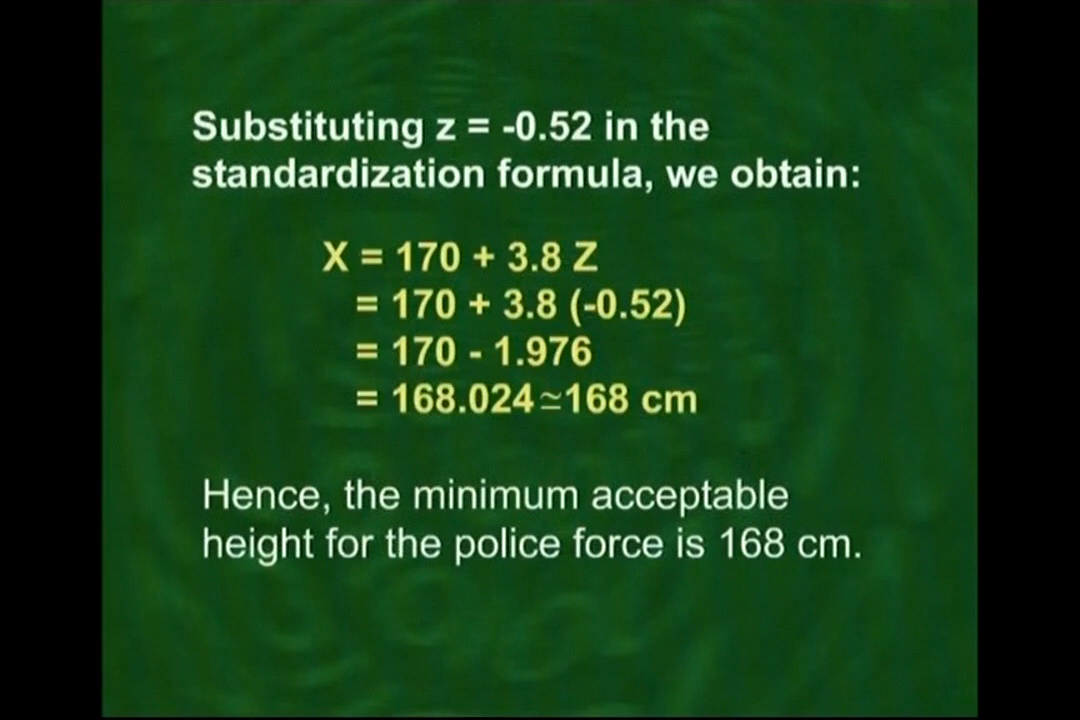 Substituting z = -0.52 in the
standardization formula, we obtain:
X = 170 + 3.8 Z
= 170 + 3.8 (-0.52)
= 170 - 1.976
= 168.024≃168 cm
Hence, the minimum acceptable
height for the police force is 168 cm.